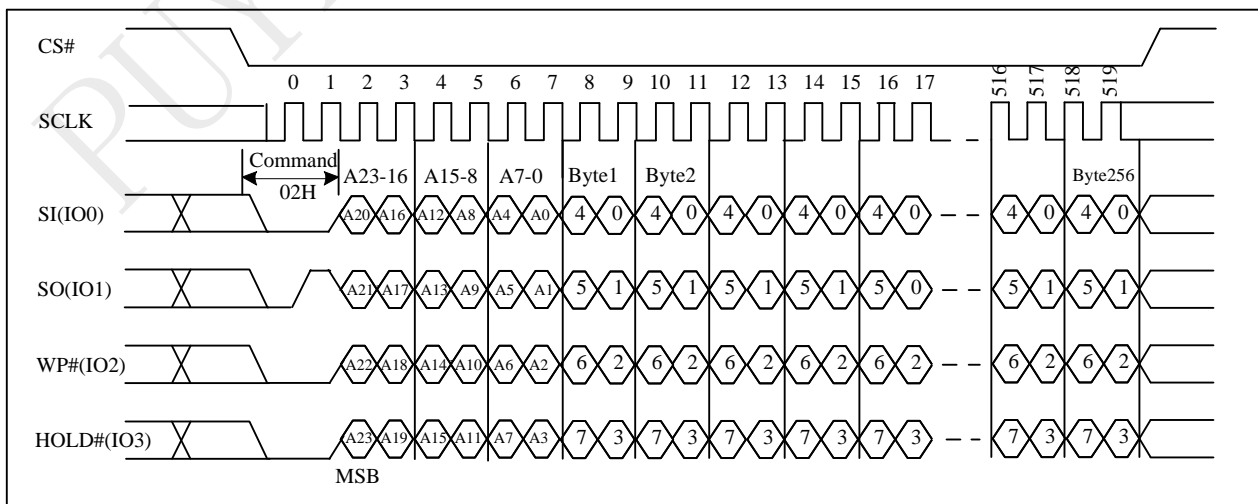 PUY
CS#
0 1 2 3 4 5 6 7 8 9 10 11 12 13 14 15 16 17 516 517 518 519
SCLK
Command
02H
A23-16 A15-8 A7-0 Byte1 Byte2 Byte256
SI(IO0) A20 A16 A12 A8 A4 A0 4 0 4 0 4 0 4 0 4 0 4 0 4 0
SO(IO1) A21 A17 A13 A9 A5 A1 5 1 5 1 5 1 5 1 5 0 5 1 5 1
WP#(IO2) A22 A18 A14 A10 A6 A2 6 2 6 2 6 2 6 2 6 2 6 2 6 2
HOLD#(IO3) A23 A19 A15 A11 A7 A3 7 3 7 3 7 3 7 3 7 3 7 3 7 3
MSB